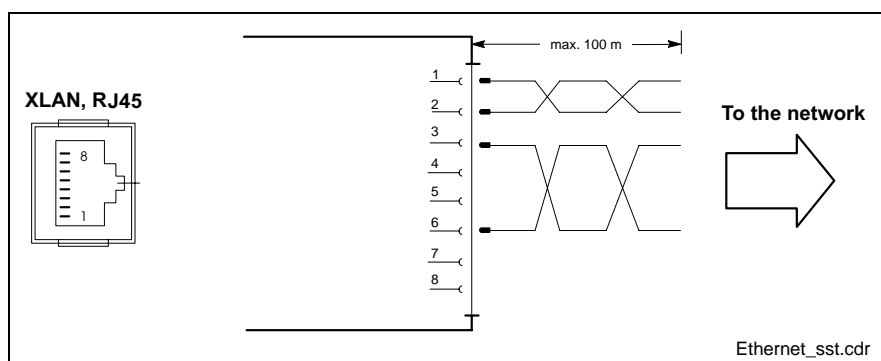 max. 100 m
XLAN, RJ45
To the network
8
1
1
2
3
4
5
6
7
8
Ethernet_sst.cdr